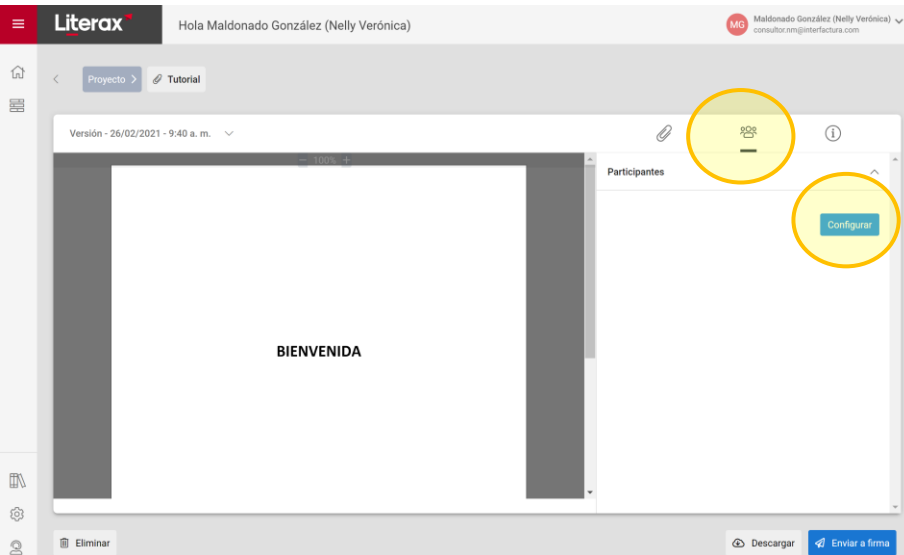 Literax
Hola Maldonado González (Nelly Verónica)
MG
Maldonado González (Nelly Verónica)
consultor.nm@interfactura.com
Proyecto
Tutorial
Versión - 26/02/2021 - 9:40 a. m.
100%
Participantes
Configurar
BIENVENIDA
Eliminar
Descargar
Enviar a firma